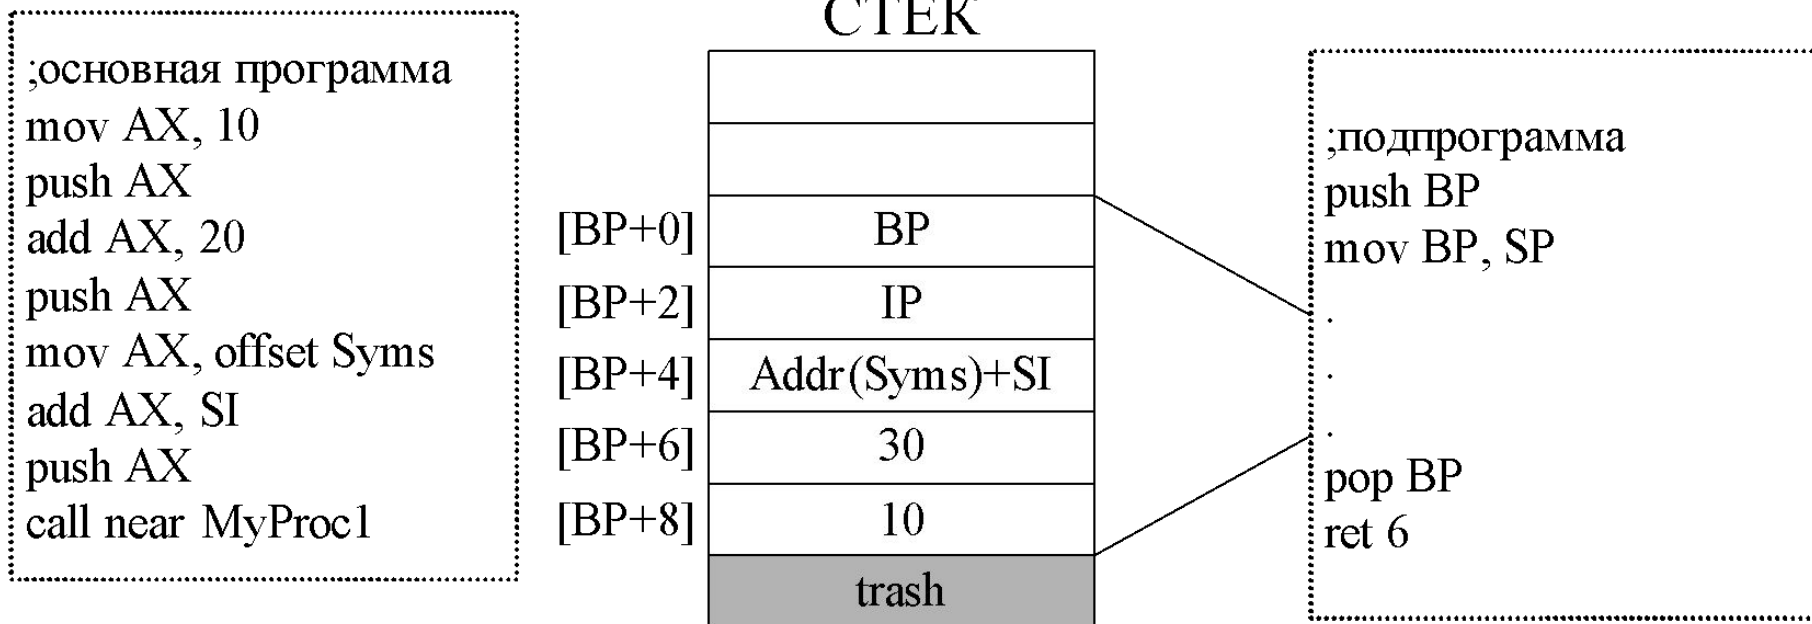 ;основная программа
mov AX, 10
push AX
add AX, 20
push AX
mov AX, offset Syms
add AX, SI
push AX
call near MyProc1
СТЕК
[BP+0] BP
[BP+2] IP
[BP+4] Addr(Syms)+SI
[BP+6] 30
[BP+8] 10
trash
;подпрограмма
push BP
mov BP, SP
.
.
.
pop BP
ret 6